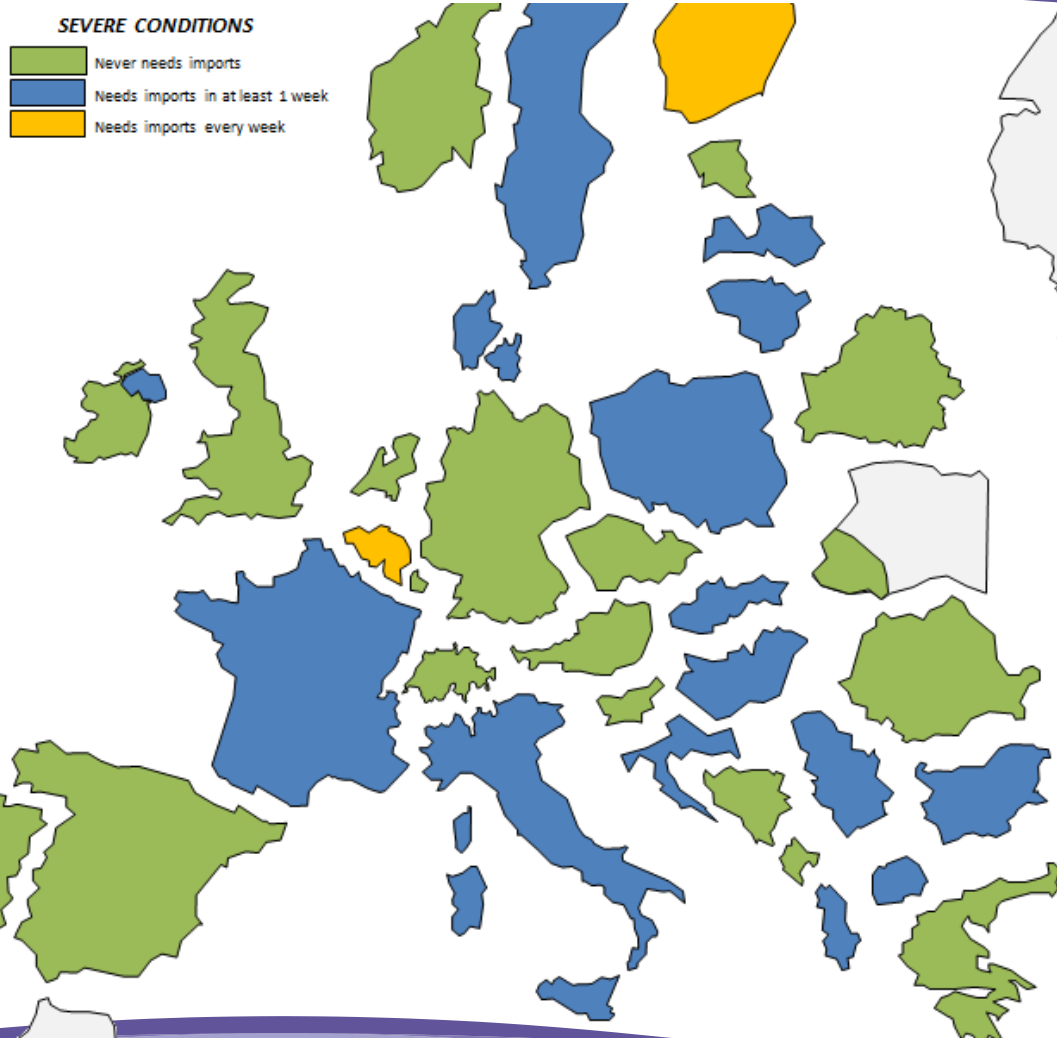 SEVERE CONDITIONS
Never needs imports
Needs imports in at least 1 week
Needs imports every week